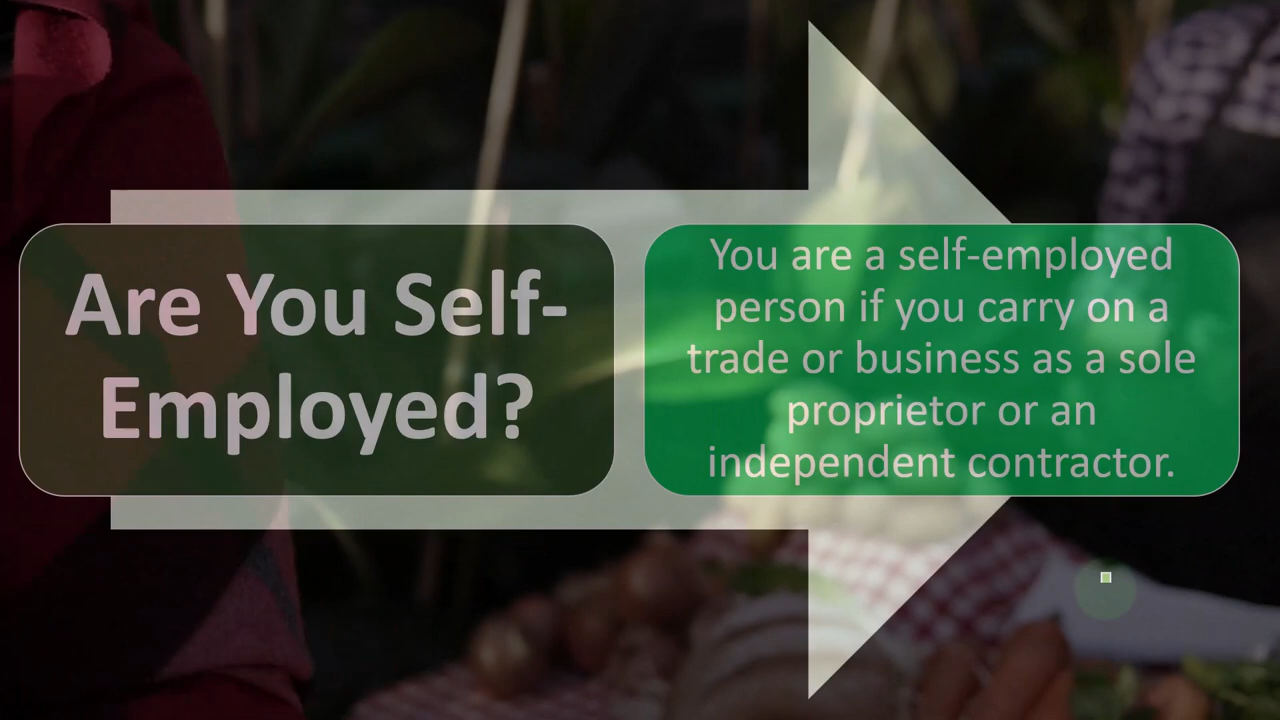 Are You Self-
Employed?
You are a self-employed
person if you carry on a
trade or business as a sole
proprietor or an
independent contractor.